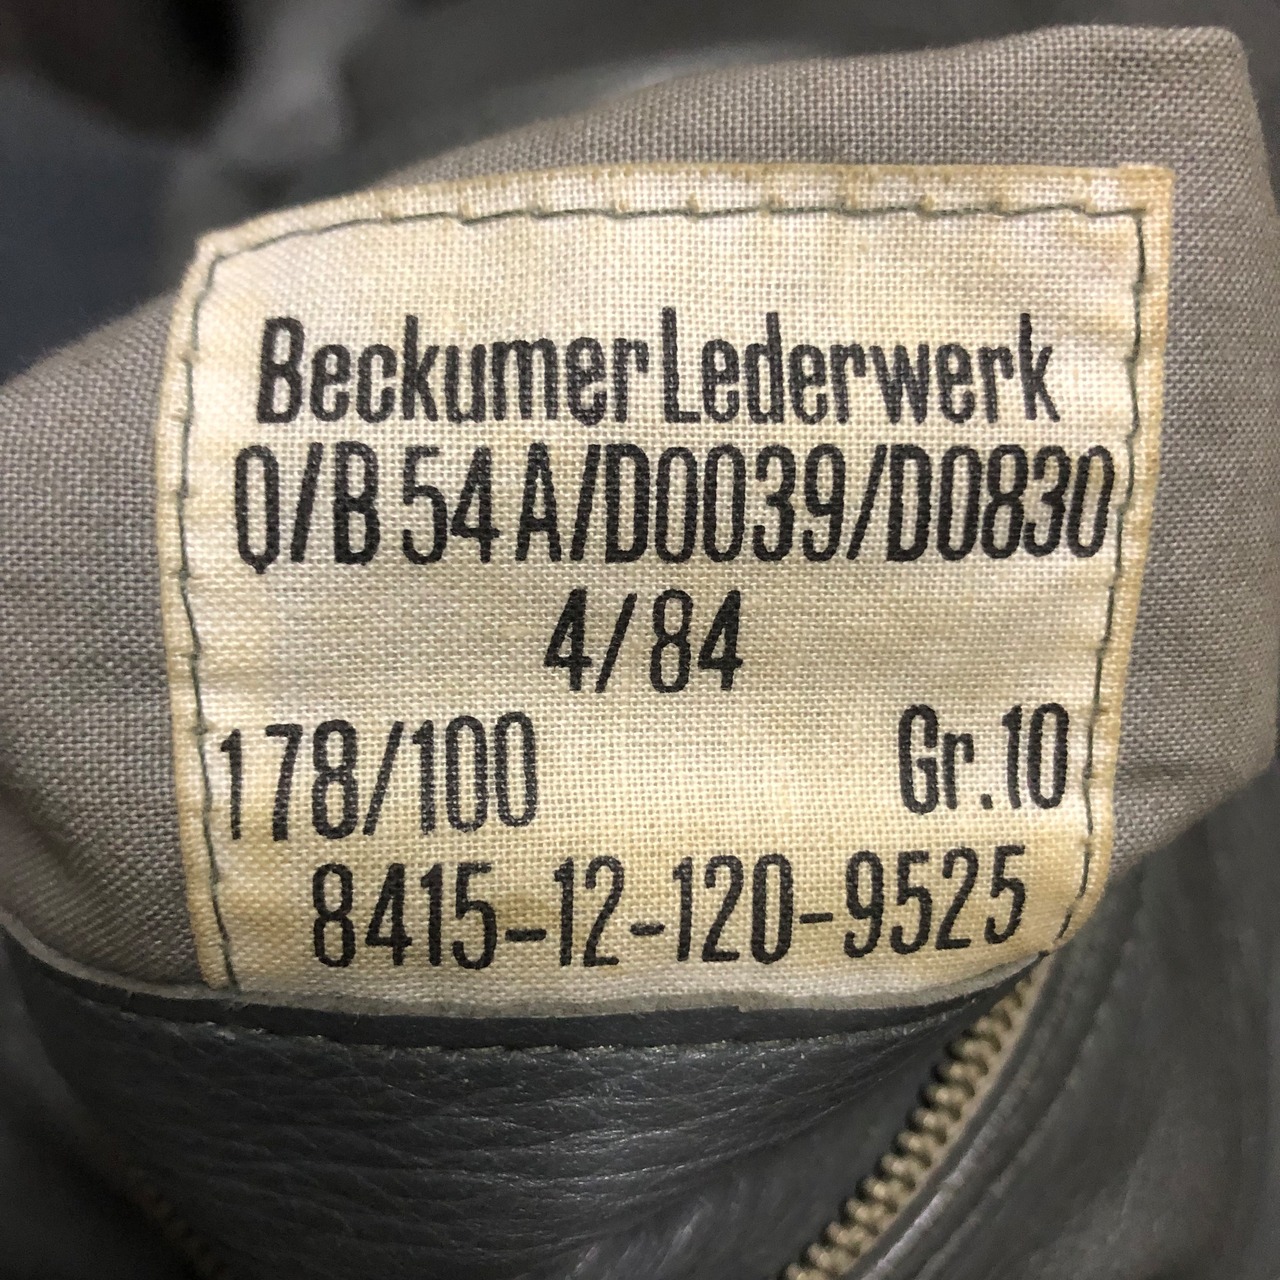 Beckumer Lederwerk
Q/B 54 A/D0039/D0830
4/84
178/100 Gr.10
8415-12-120-9525